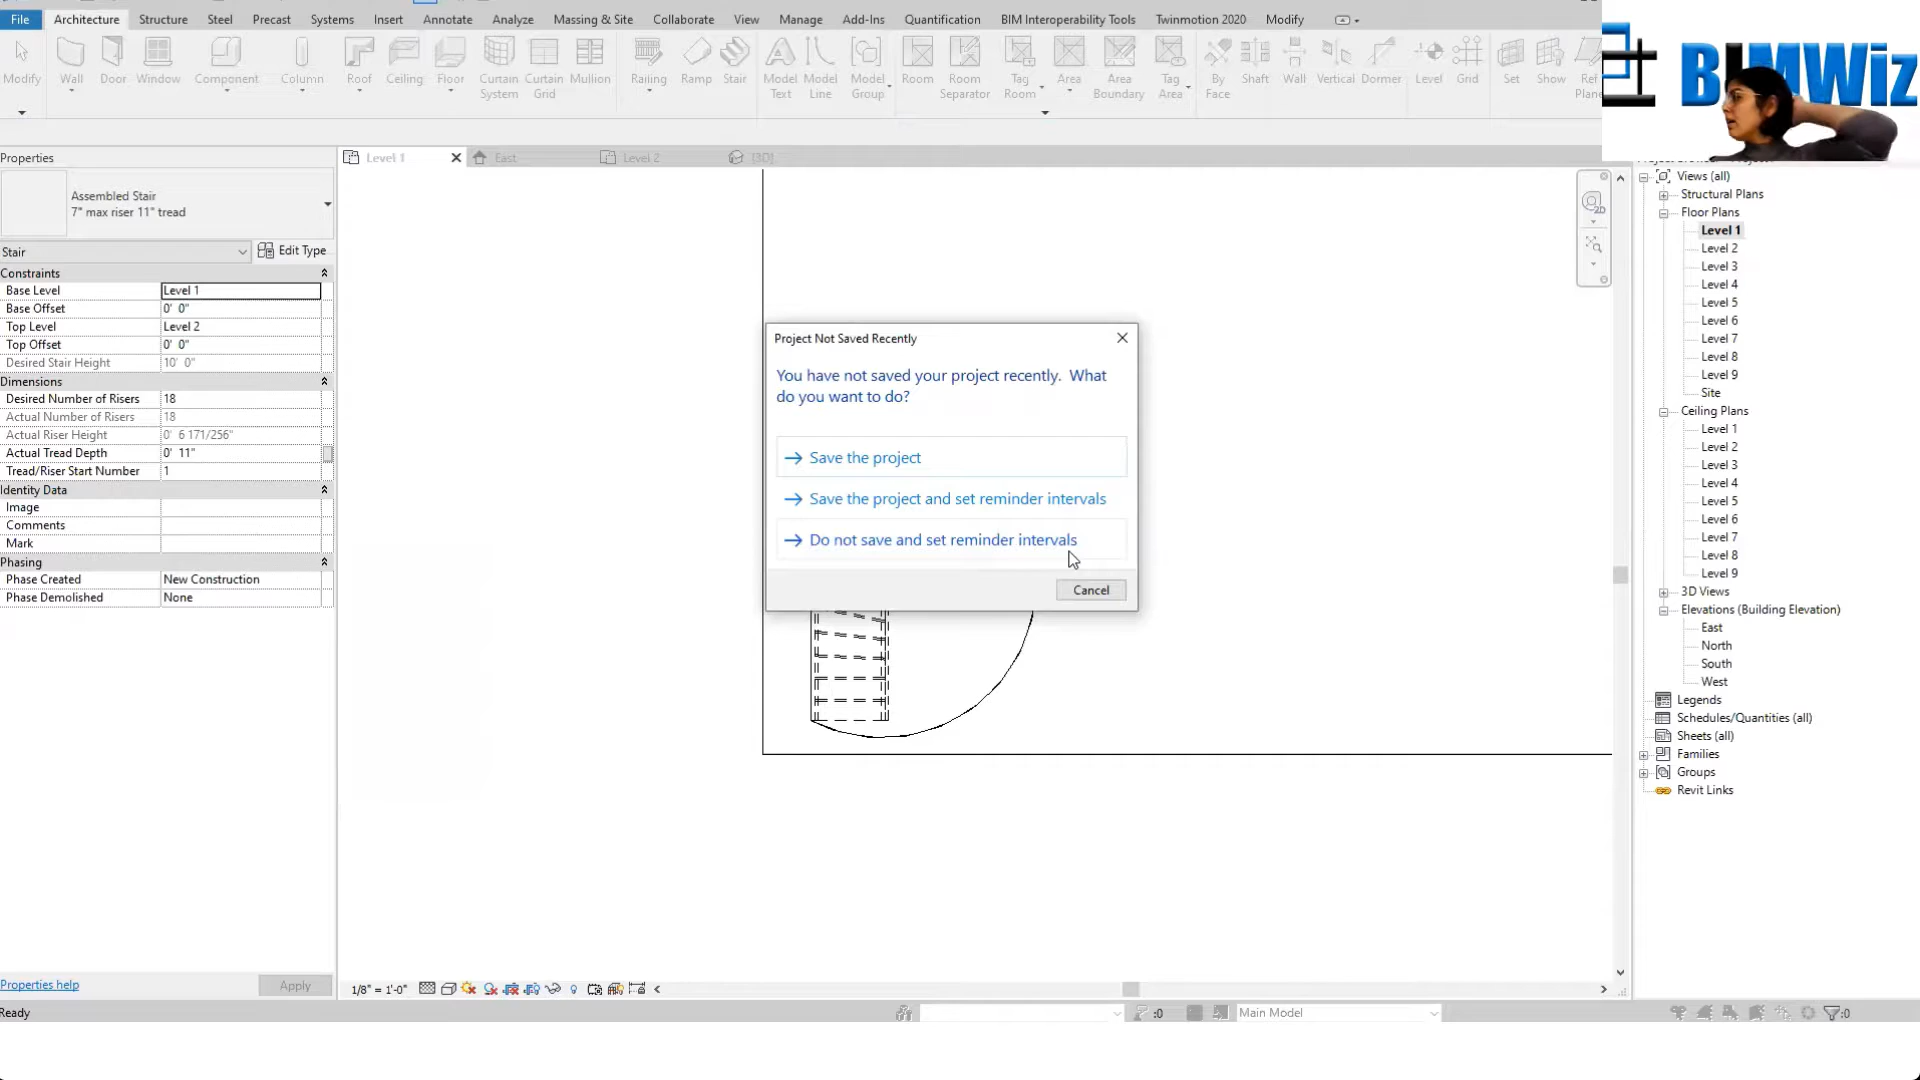 File Architecture Structure Steel Precast Systems Insert Annotate Analyze Massing & Site Collaborate View Manage Add-Ins Quantification BIM Interoperability Tools Twinmotion 2020 Modify
Modify Wall Door Window Component Column Roof Ceiling Floor Curtain System Curtain Grid Mullion Railing Ramp Stair Model Text Model Line Model Group Room Room Separator Tag Room Area Area Boundary Tag Area By Face Shaft Wall Vertical Dormer Level Grid Set Show Ref Plane
Properties
Level 1 East Level 2 {3D}
Assembled Stair
7" max riser 11" tread
Stair Edit Type
Constraints
Base Level Level 1
Base Offset 0' 0"
Top Level Level 2
Top Offset 0' 0"
Desired Stair Height 10' 0"
Dimensions
Desired Number of Risers 18
Actual Number of Risers 18
Actual Riser Height 0' 6 171/256"
Actual Tread Depth 0' 11"
Tread/Riser Start Number 1
Identity Data
Image
Comments
Mark
Phasing
Phase Created New Construction
Phase Demolished None
Properties help Apply
Project Not Saved Recently
You have not saved your project recently. What
do you want to do?
Save the project
Save the project and set reminder intervals
Do not save and set reminder intervals
Cancel
2D
BIMWiz
Views (all)
Structural Plans
Floor Plans
Level 1
Level 2
Level 3
Level 4
Level 5
Level 6
Level 7
Level 8
Level 9
Site
Ceiling Plans
Level 1
Level 2
Level 3
Level 4
Level 5
Level 6
Level 7
Level 8
Level 9
3D Views
Elevations (Building Elevation)
East
North
South
West
Legends
Schedules/Quantities (all)
Sheets (all)
Families
Groups
Revit Links
1/8" = 1'-0"
Ready :0 Main Model :0